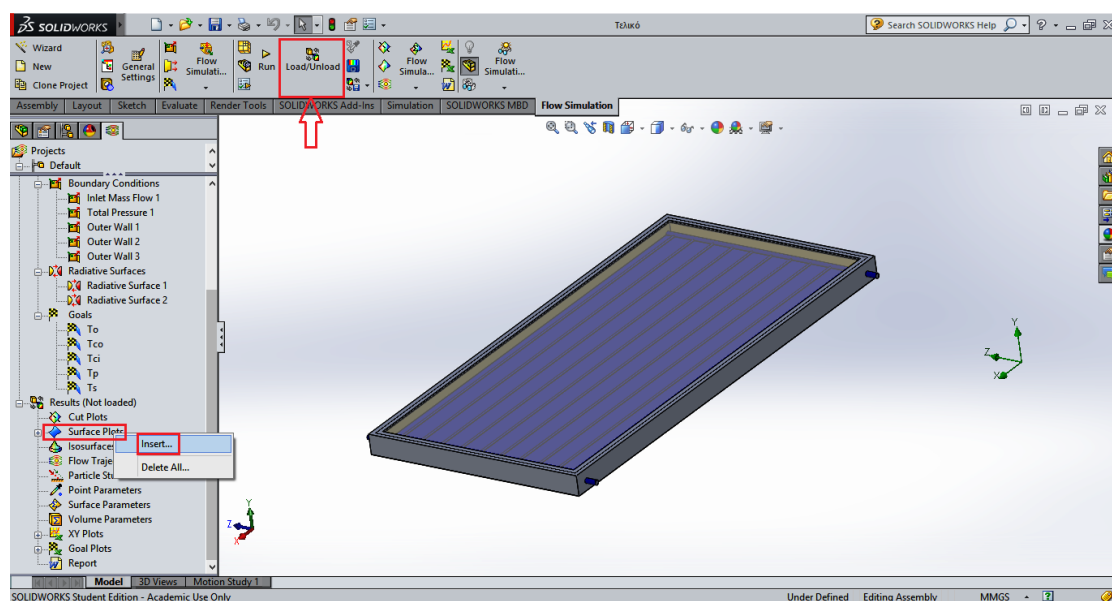 SOLIDWORKS
Τελικό
Search SOLIDWORKS Help
Wizard
New
Clone Project
General Settings
Flow Simulati...
Run
Load/Unload
Flow Simula...
Flow Simulati...
Assembly Layout Sketch Evaluate Render Tools SOLIDWORKS Add-Ins Simulation SOLIDWORKS MBD Flow Simulation
Projects
Default
Boundary Conditions
Inlet Mass Flow 1
Total Pressure 1
Outer Wall 1
Outer Wall 2
Outer Wall 3
Radiative Surfaces
Radiative Surface 1
Radiative Surface 2
Goals
To
Tco
Tci
Tp
Ts
Results (Not loaded)
Cut Plots
Surface Plots
Insert...
Isosurfaces
Flow Traje
Delete All...
Particle Stu
Point Parameters
Surface Parameters
Volume Parameters
XY Plots
Goal Plots
Report
Y
Z
X
Y
Z
X
Model 3D Views Motion Study 1
SOLIDWORKS Student Edition - Academic Use Only
Under Defined Editing Assembly MMGS